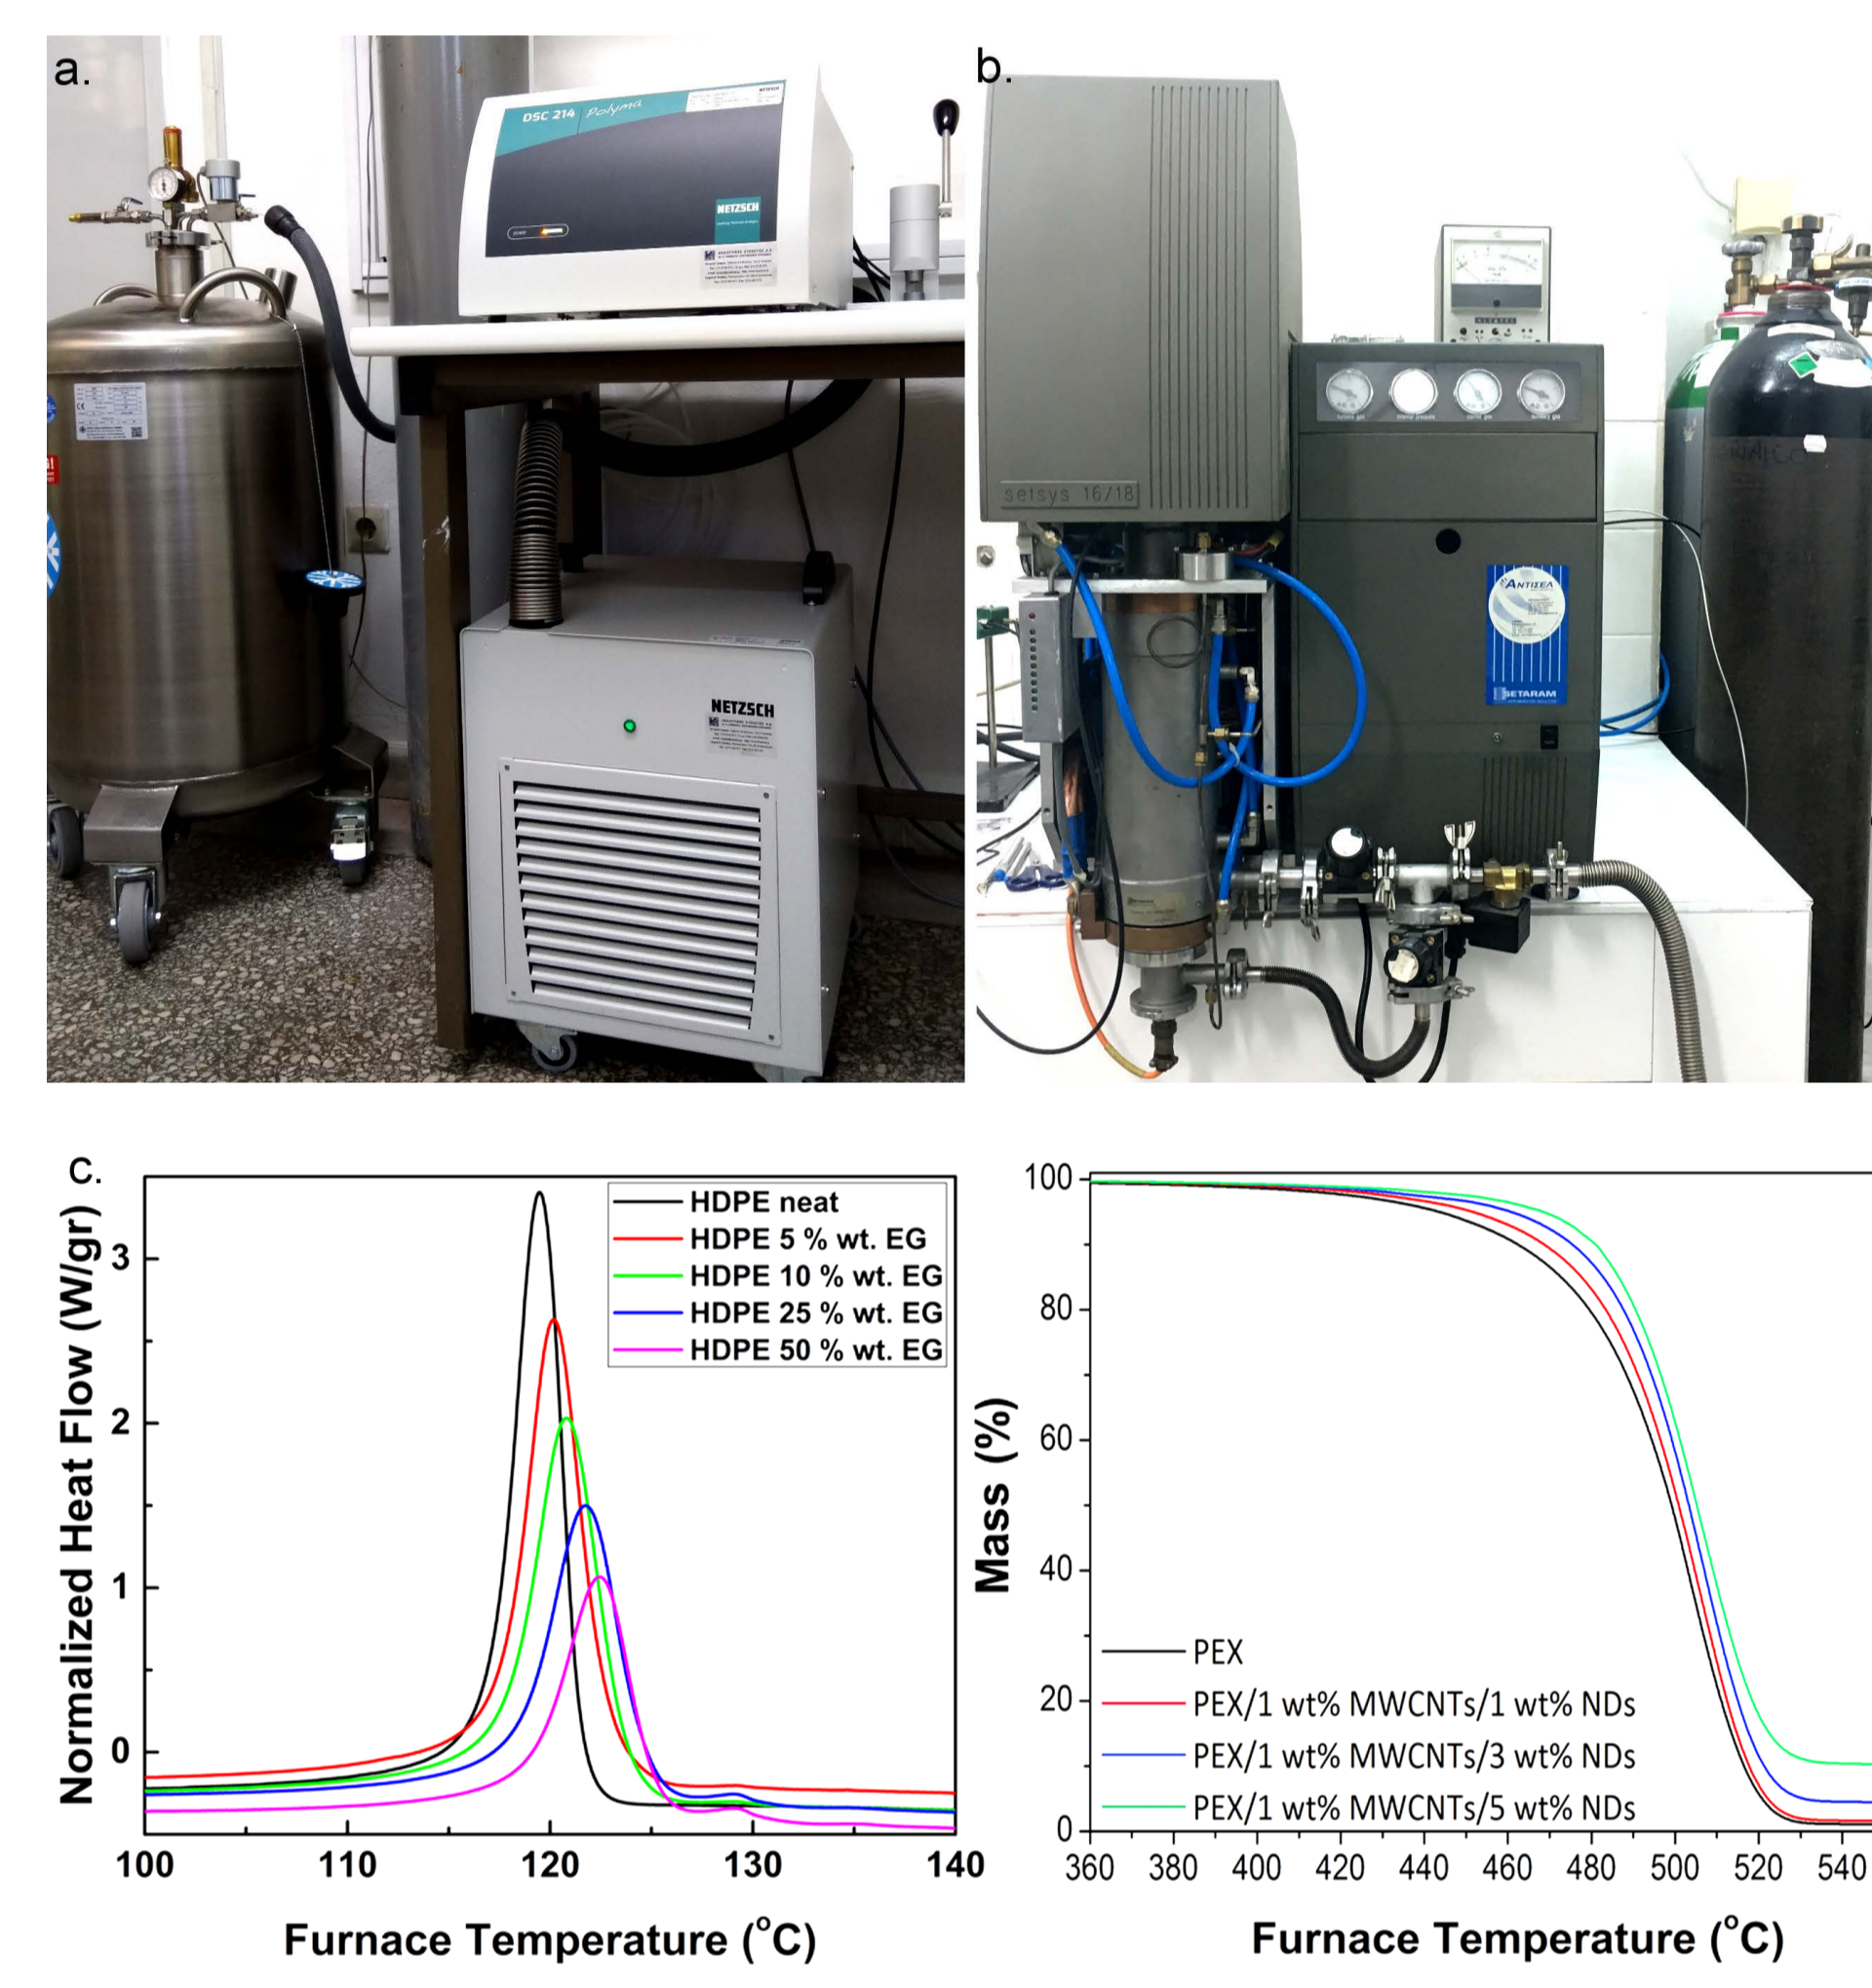 a.
DSC 214 Polyma
NETZSCH
power
NETZSCH
NETZSCH
b.
setsys 16/18
ΑΝΤΙΣΕΛ
SETARAM
c.
Normalized Heat Flow (W/gr)
3
2
1
0
HDPE neat
HDPE 5 % wt. EG
HDPE 10 % wt. EG
HDPE 25 % wt. EG
HDPE 50 % wt. EG
100 110 120 130 140
Furnace Temperature (°C)
Mass (%)
100
80
60
40
20
0
PEX
PEX/1 wt% MWCNTs/1 wt% NDs
PEX/1 wt% MWCNTs/3 wt% NDs
PEX/1 wt% MWCNTs/5 wt% NDs
360 380 400 420 440 460 480 500 520 540
Furnace Temperature (°C)